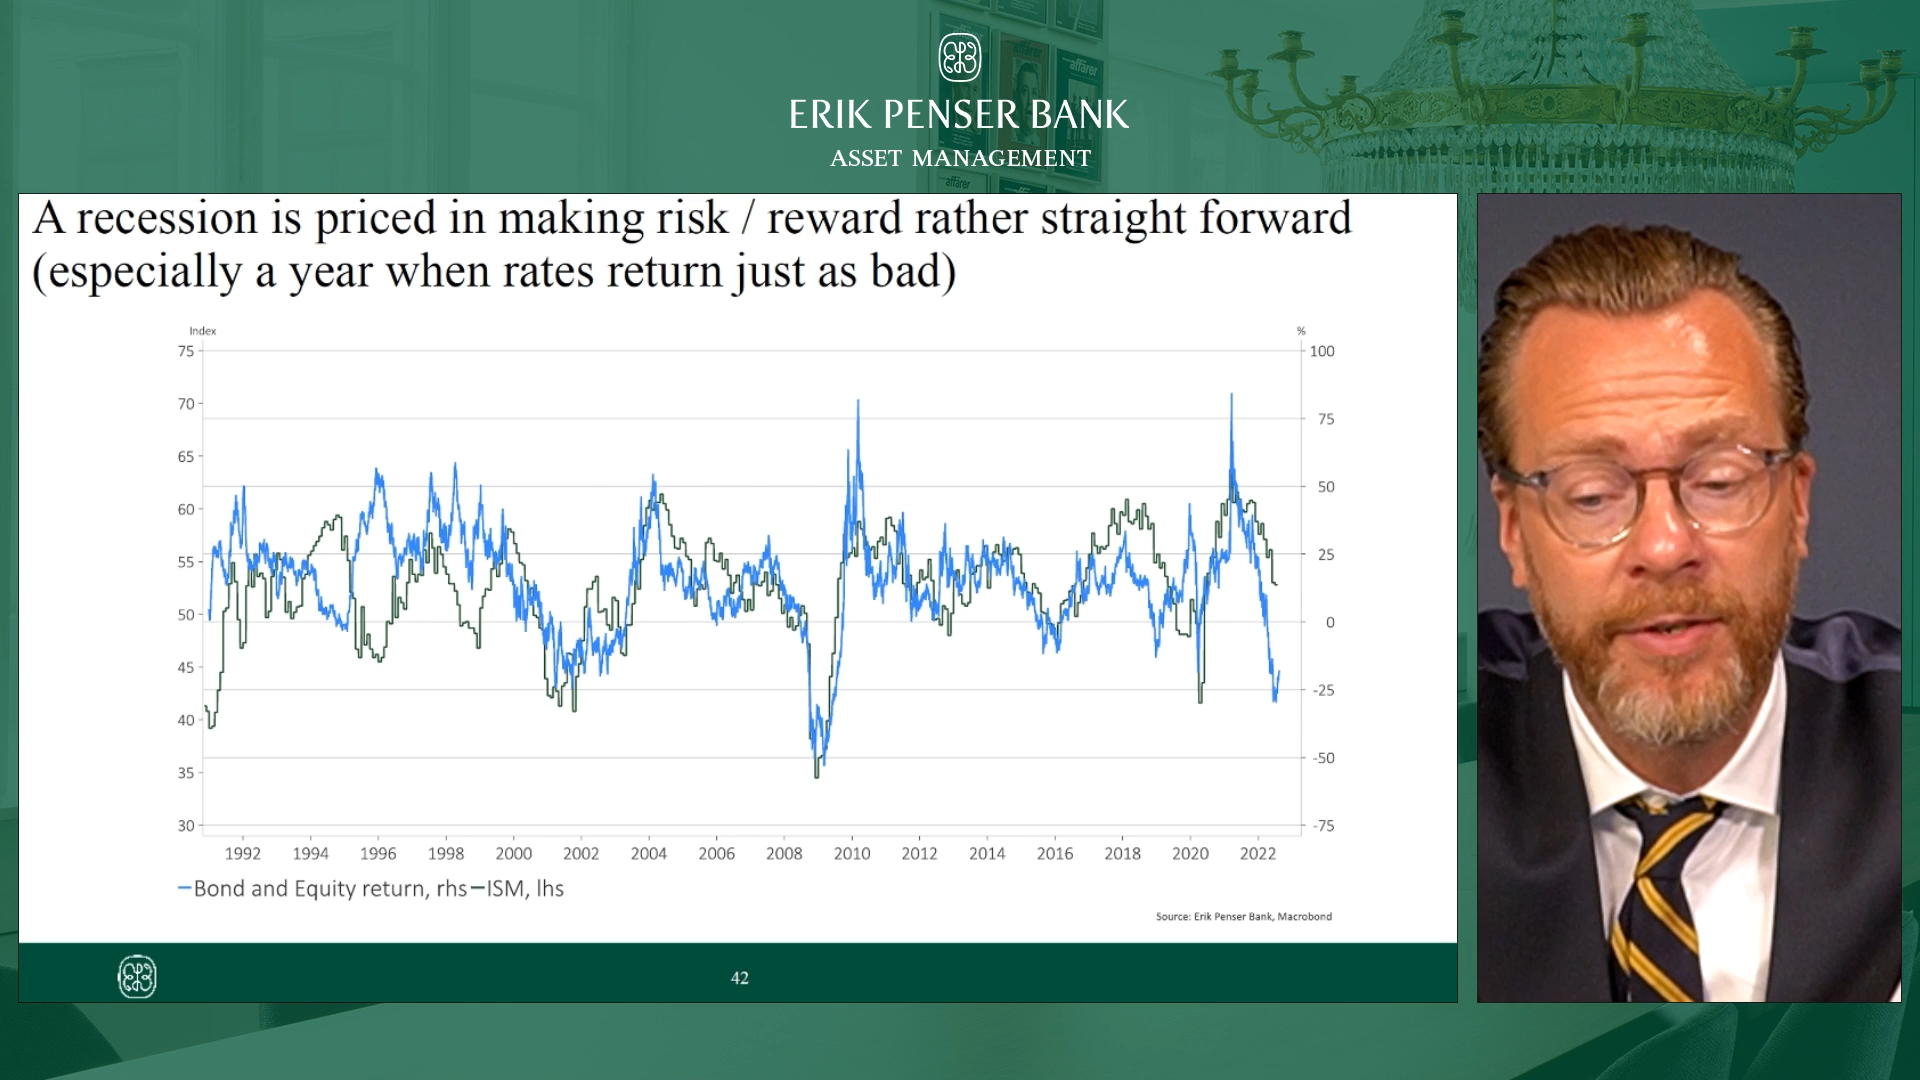 affärer
affärer
affärer
ERIK PENSER BANK
ASSET MANAGEMENT
A recession is priced in making risk / reward rather straight forward
(especially a year when rates return just as bad)
Index
%
75
70
65
60
55
50
45
40
35
30
100
75
50
25
0
-25
-50
-75
1992 1994 1996 1998 2000 2002 2004 2006 2008 2010 2012 2014 2016 2018 2020 2022
Bond and Equity return, rhs ISM, lhs
Source: Erik Penser Bank, Macrobond
42